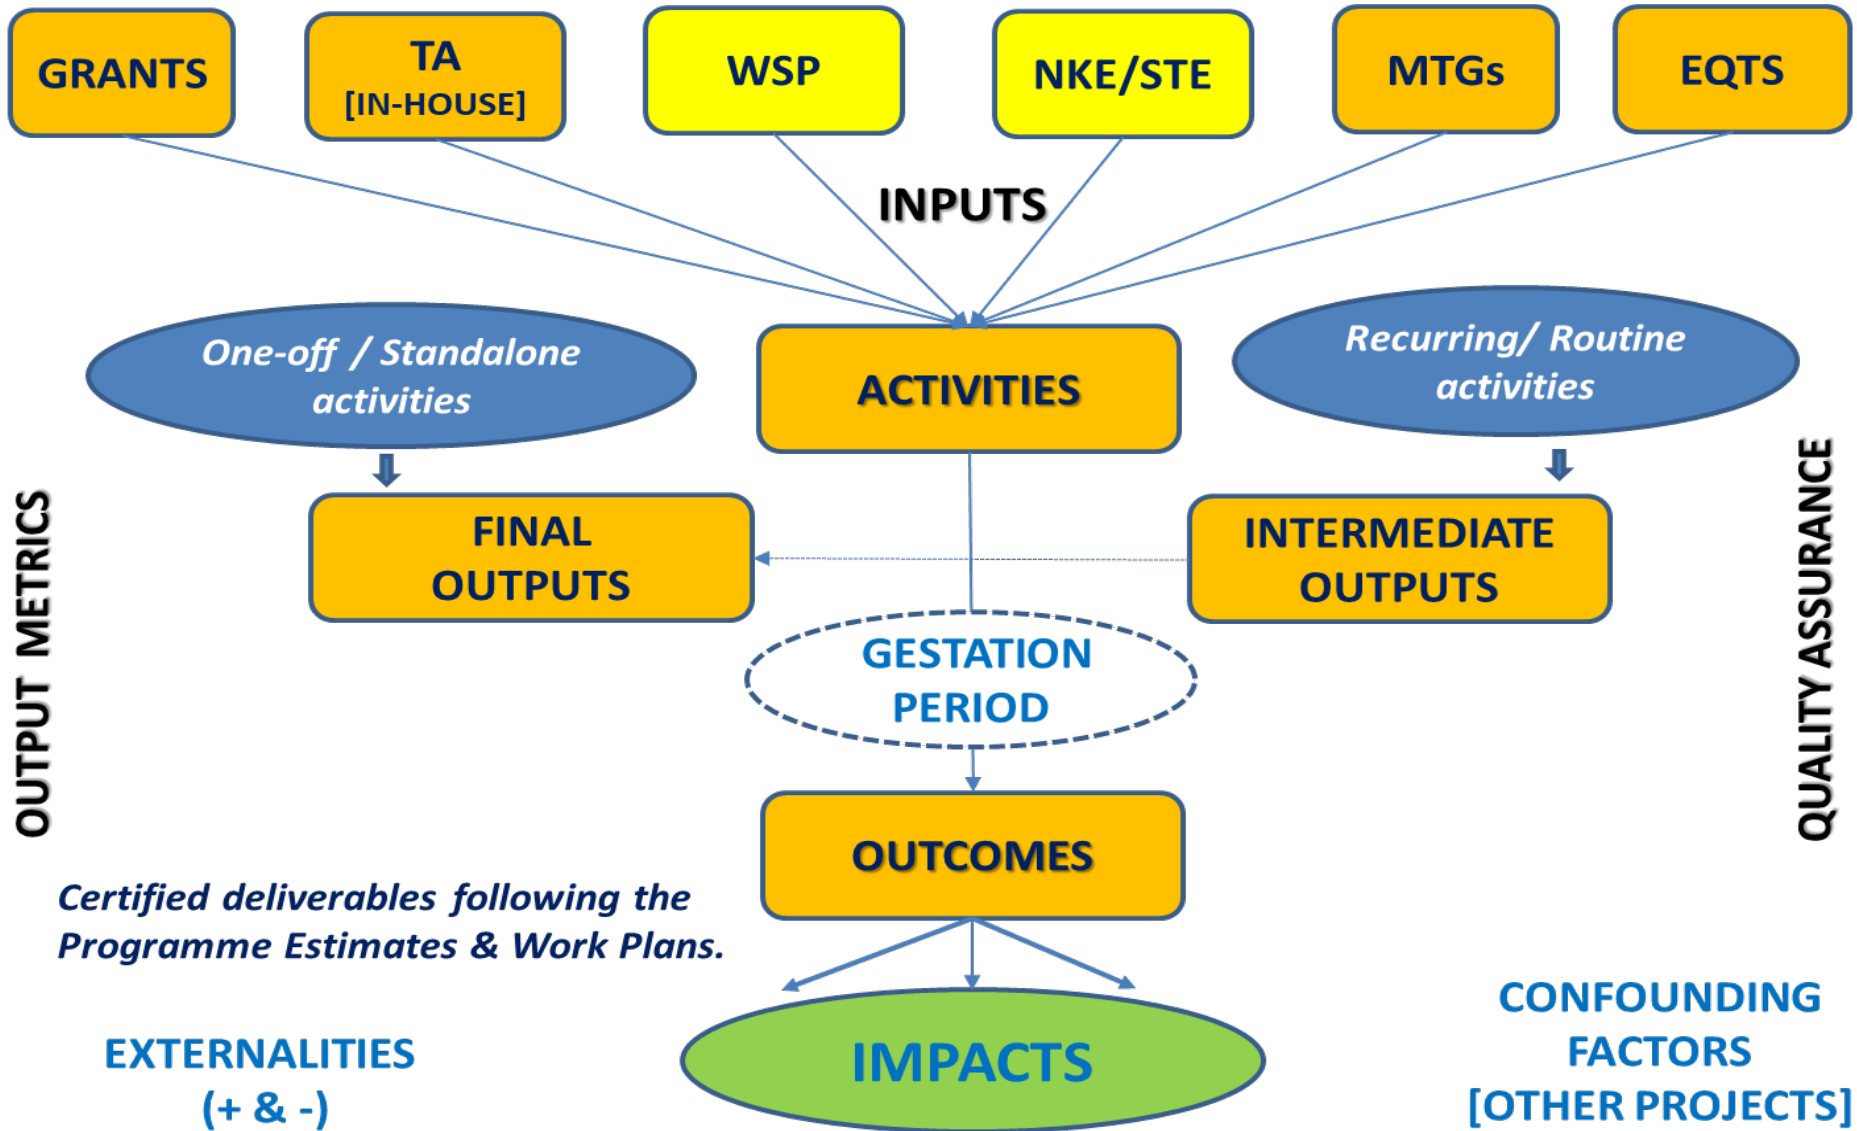 GRANTS
TA
[IN-HOUSE]
WSP
NKE/STE
MTGs
EQTS
INPUTS
One-off / Standalone
activities
ACTIVITIES
Recurring/ Routine
activities
OUTPUT METRICS
FINAL
OUTPUTS
INTERMEDIATE
OUTPUTS
QUALITY ASSURANCE
GESTATION
PERIOD
OUTCOMES
Certified deliverables following the
Programme Estimates & Work Plans.
EXTERNALITIES
(+ & -)
IMPACTS
CONFOUNDING
FACTORS
[OTHER PROJECTS]